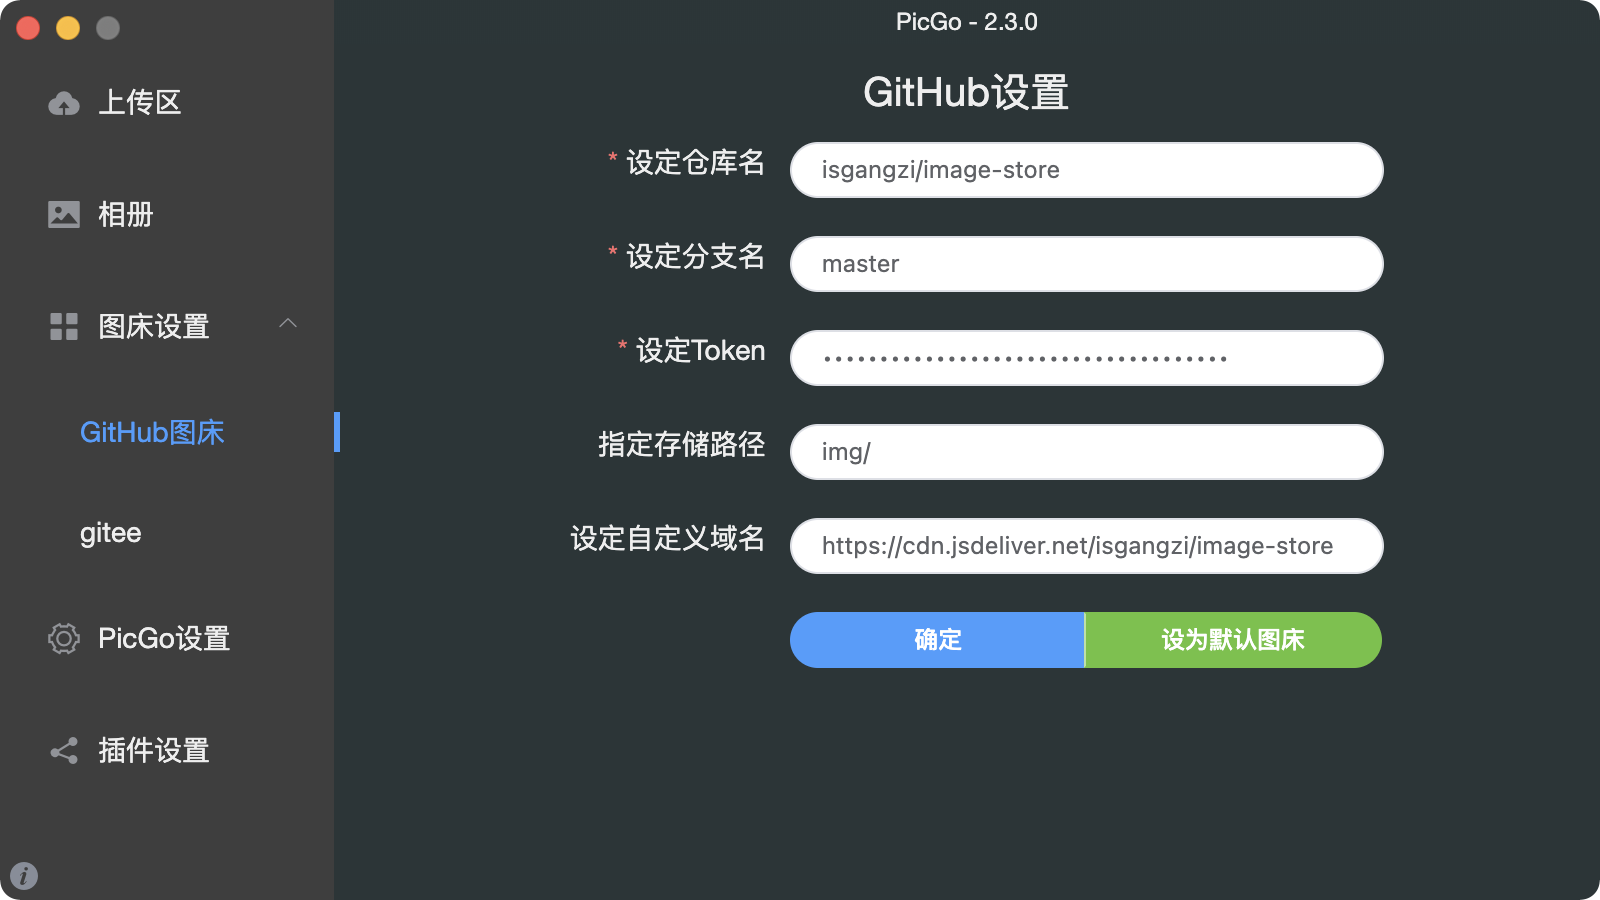 PicGo - 2.3.0
上传区
相册
图床设置
GitHub图床
gitee
PicGo设置
插件设置
GitHub设置
* 设定仓库名
isgangzi/image-store
* 设定分支名
master
* 设定Token
••••••••••••••••••••••••••••••••••••
指定存储路径
img/
设定自定义域名
https://cdn.jsdeliver.net/isgangzi/image-store
确定
设为默认图床